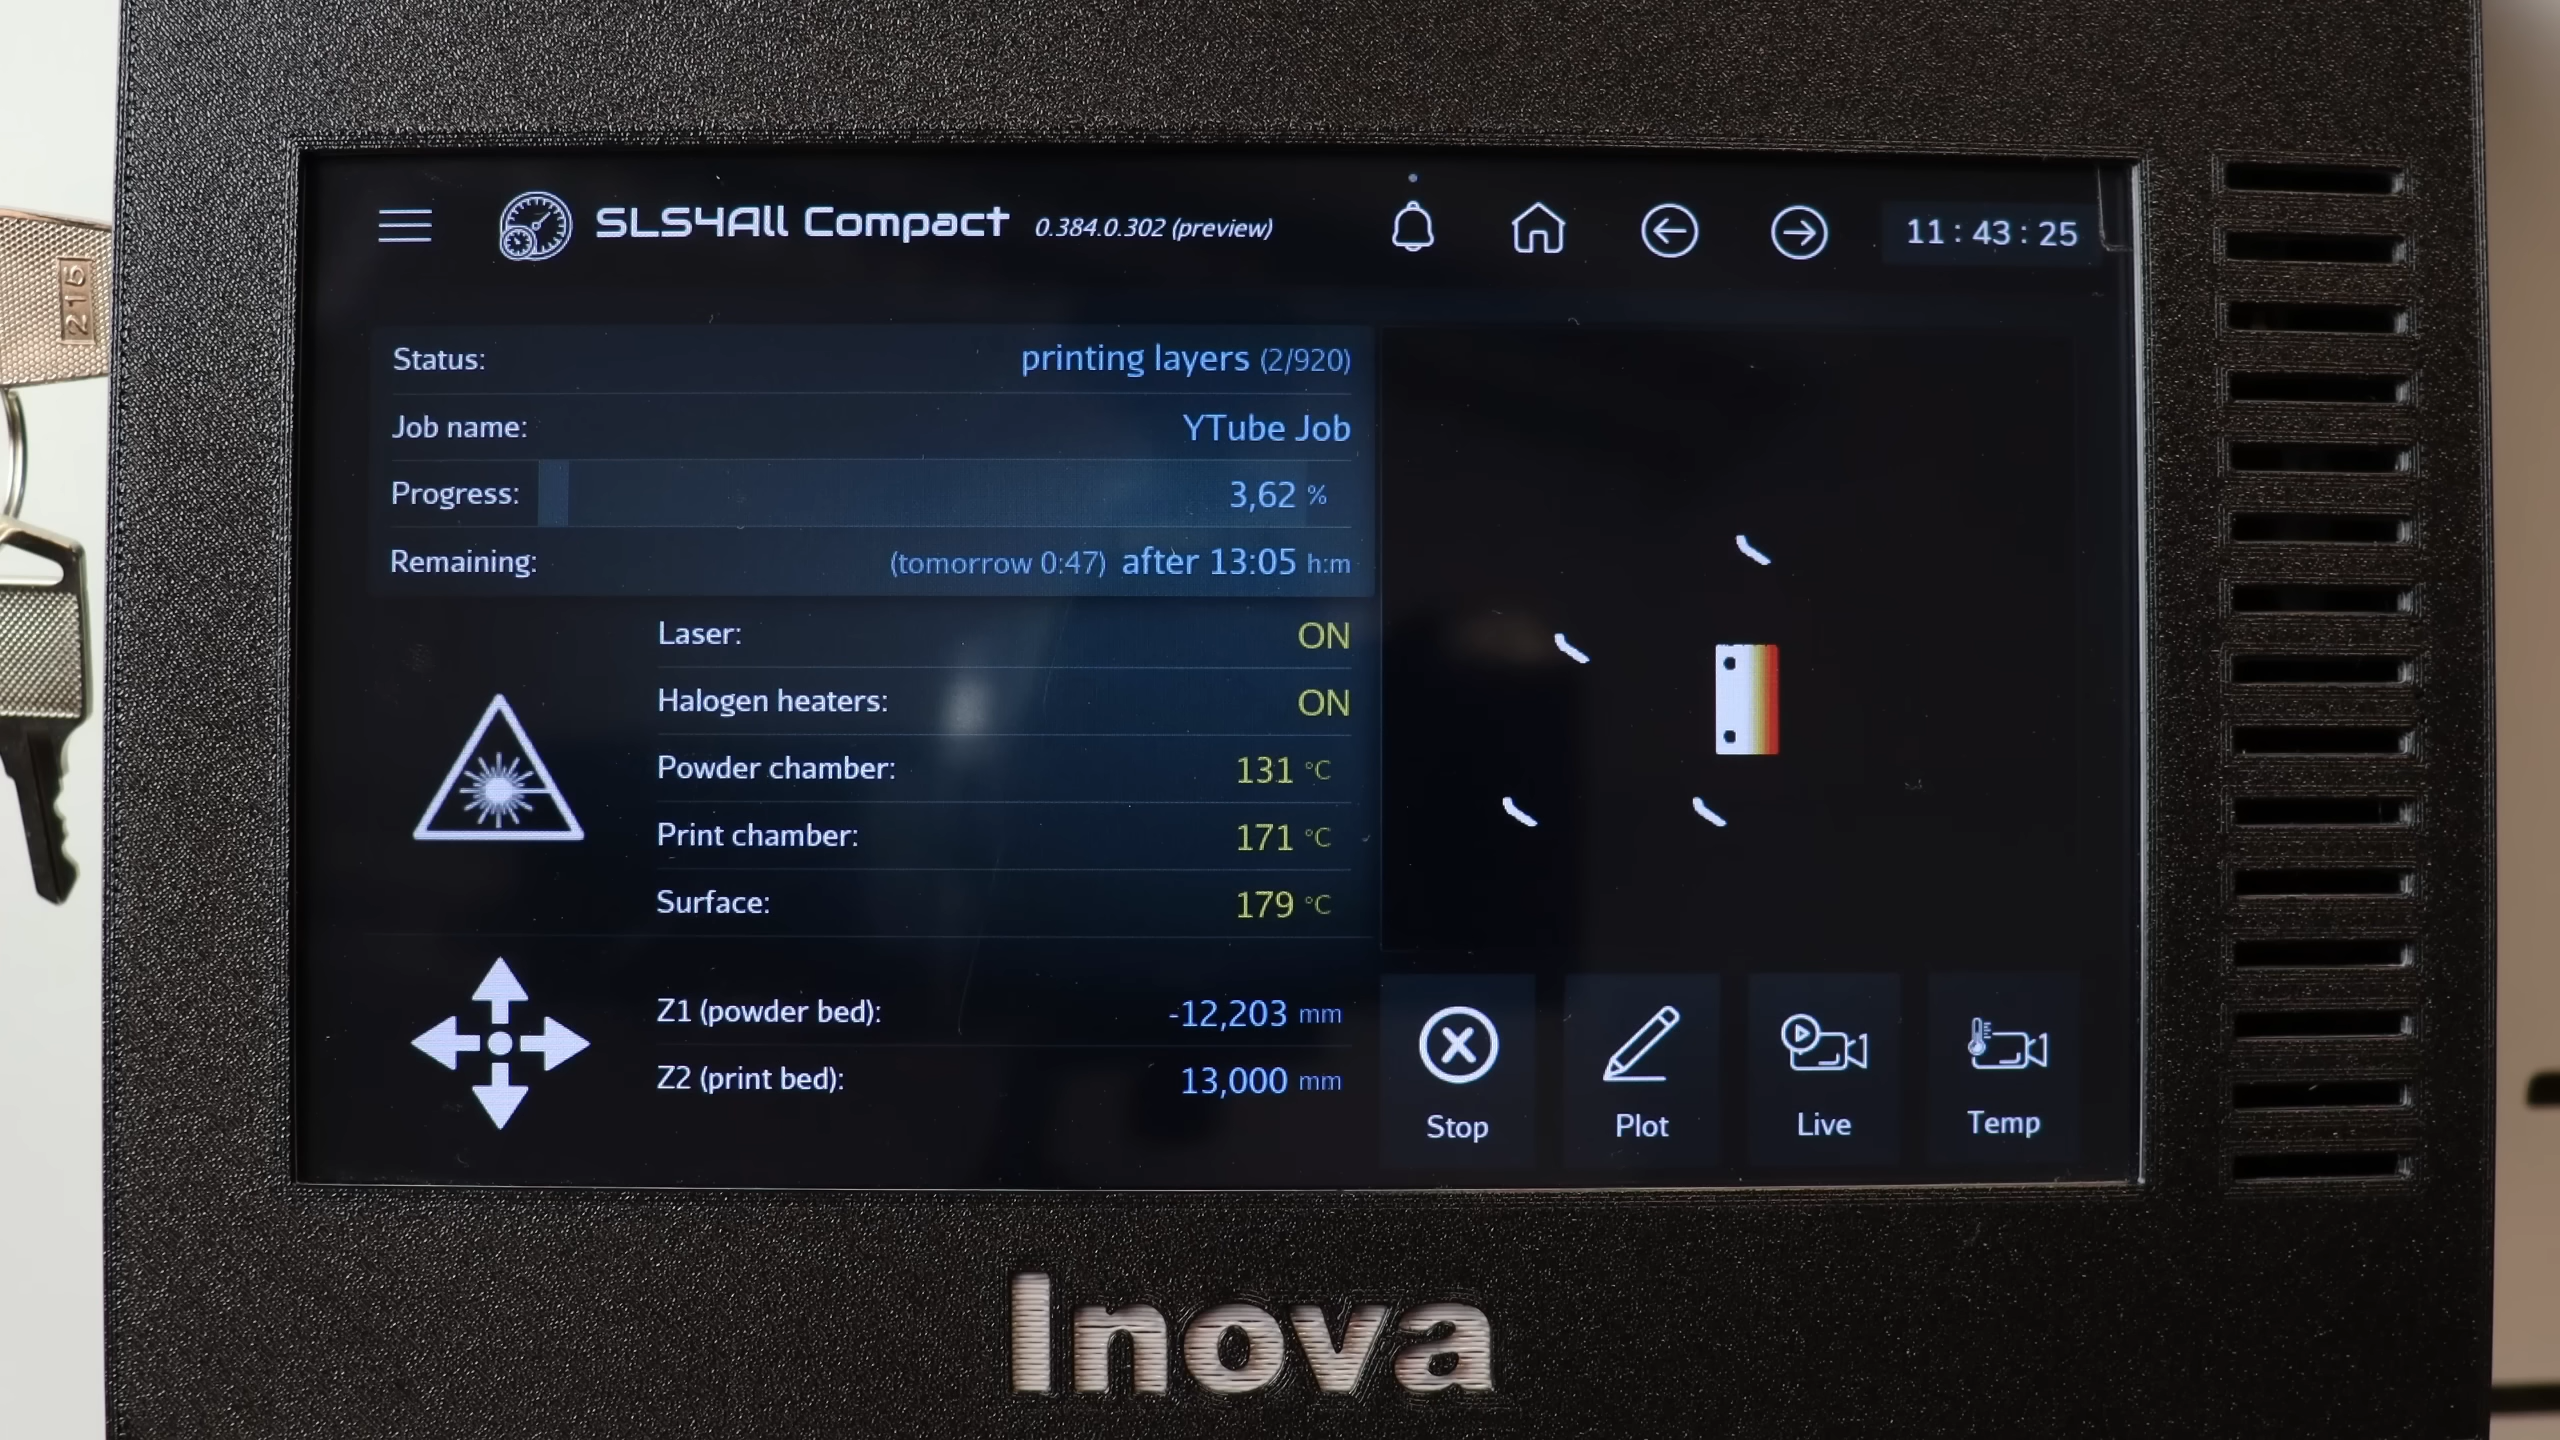 215
SLS4All Compact 0.384.0.302 (preview) 11:43:25
Status: printing layers (2/920)
Job name: YTube Job
Progress: 3,62 %
Remaining: (tomorrow 0:47) after 13:05 h:m
Laser: ON
Halogen heaters: ON
Powder chamber: 131 °C
Print chamber: 171 °C
Surface: 179 °C
Z1 (powder bed): -12,203 mm
Z2 (print bed): 13,000 mm
Stop Plot Live Temp
Inova